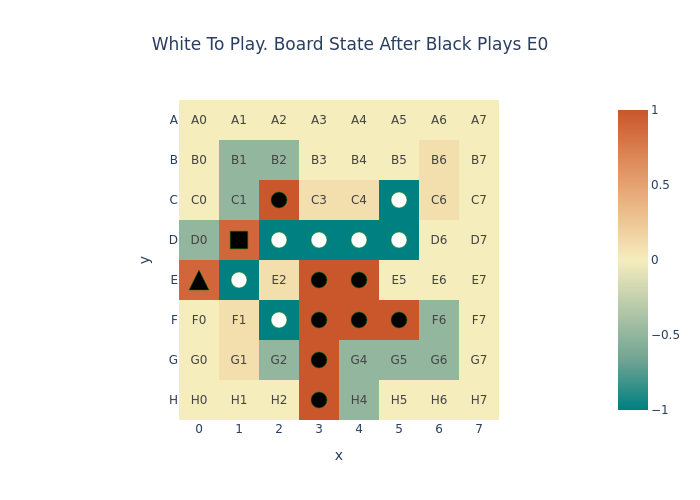 White To Play. Board State After Black Plays E0
A A0 A1 A2 A3 A4 A5 A6 A7
B B0 B1 B2 B3 B4 B5 B6 B7
C C0 C1 C3 C4 C6 C7
D D0 D6 D7
E E2 E5 E6 E7
F F0 F1 F6 F7
G G0 G1 G2 G4 G5 G6 G7
H H0 H1 H2 H4 H5 H6 H7
0 1 2 3 4 5 6 7
x
y
1
0.5
0
−0.5
−1